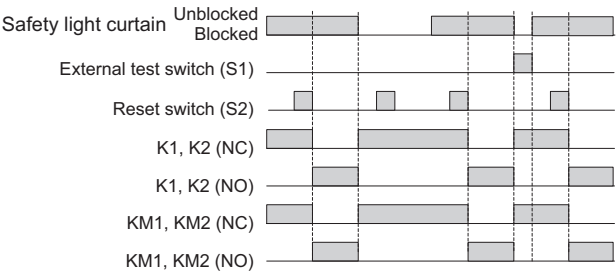 Safety light curtain Unblocked
Blocked
External test switch (S1)
Reset switch (S2)
K1, K2 (NC)
K1, K2 (NO)
KM1, KM2 (NC)
KM1, KM2 (NO)